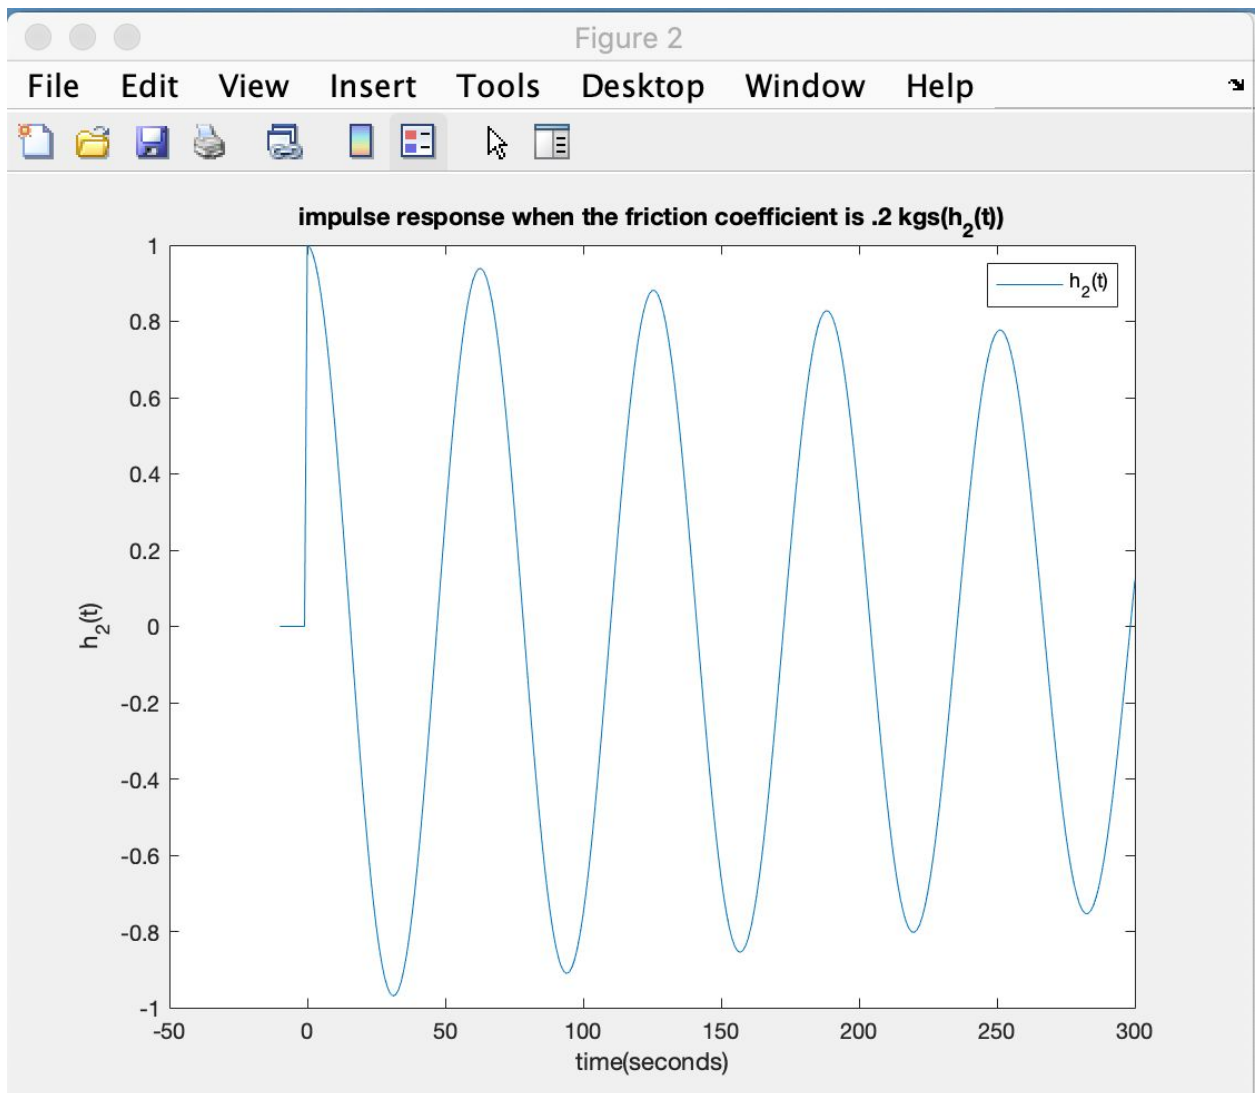 Figure 2
File Edit View Insert Tools Desktop Window Help
impulse response when the friction coefficient is .2 kgs(h2(t))
h2(t)
1
0.8
0.6
0.4
0.2
0
-0.2
-0.4
-0.6
-0.8
-1
h2(t)
-50 0 50 100 150 200 250 300
time(seconds)